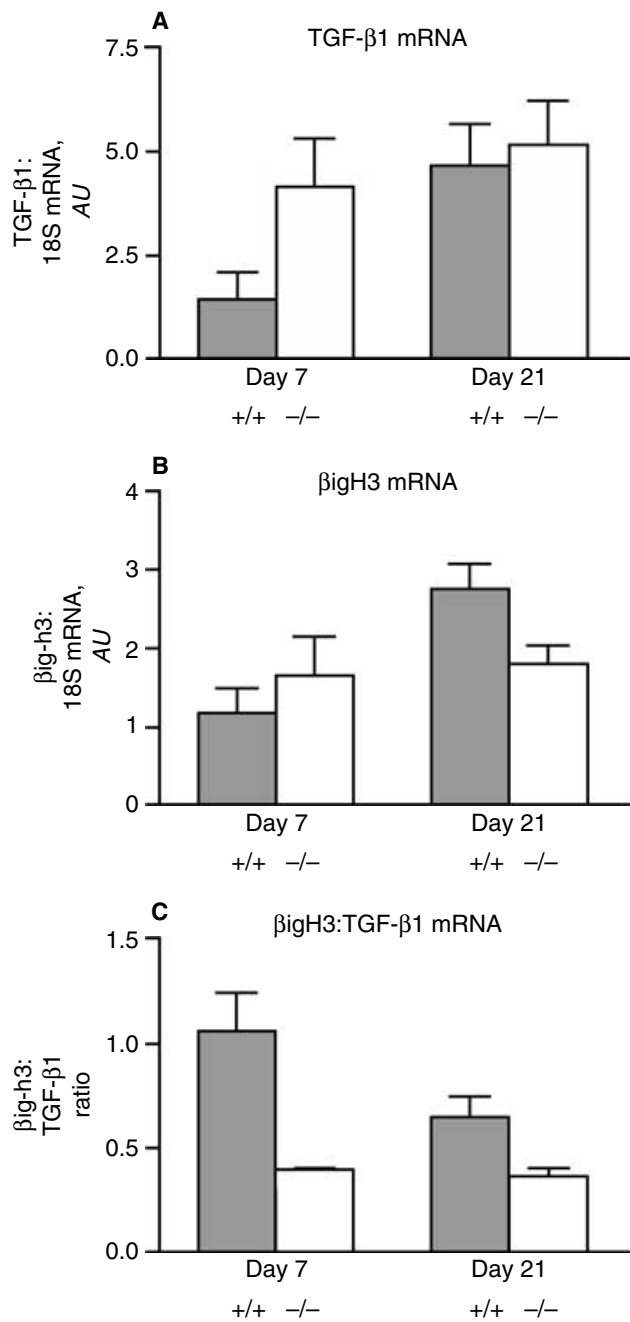 A
TGF-β1 mRNA
TGF-β1:
18S mRNA,
AU
7.5
5.0
2.5
0.0
Day 7
Day 21
+/+ –/–
+/+ –/–
B
βigH3 mRNA
βig-h3:
18S mRNA,
AU
4
3
2
1
0
Day 7
Day 21
+/+ –/–
+/+ –/–
C
βigH3:TGF-β1 mRNA
βig-h3:
TGF-β1
ratio
1.5
1.0
0.5
0.0
Day 7
Day 21
+/+ –/–
+/+ –/–